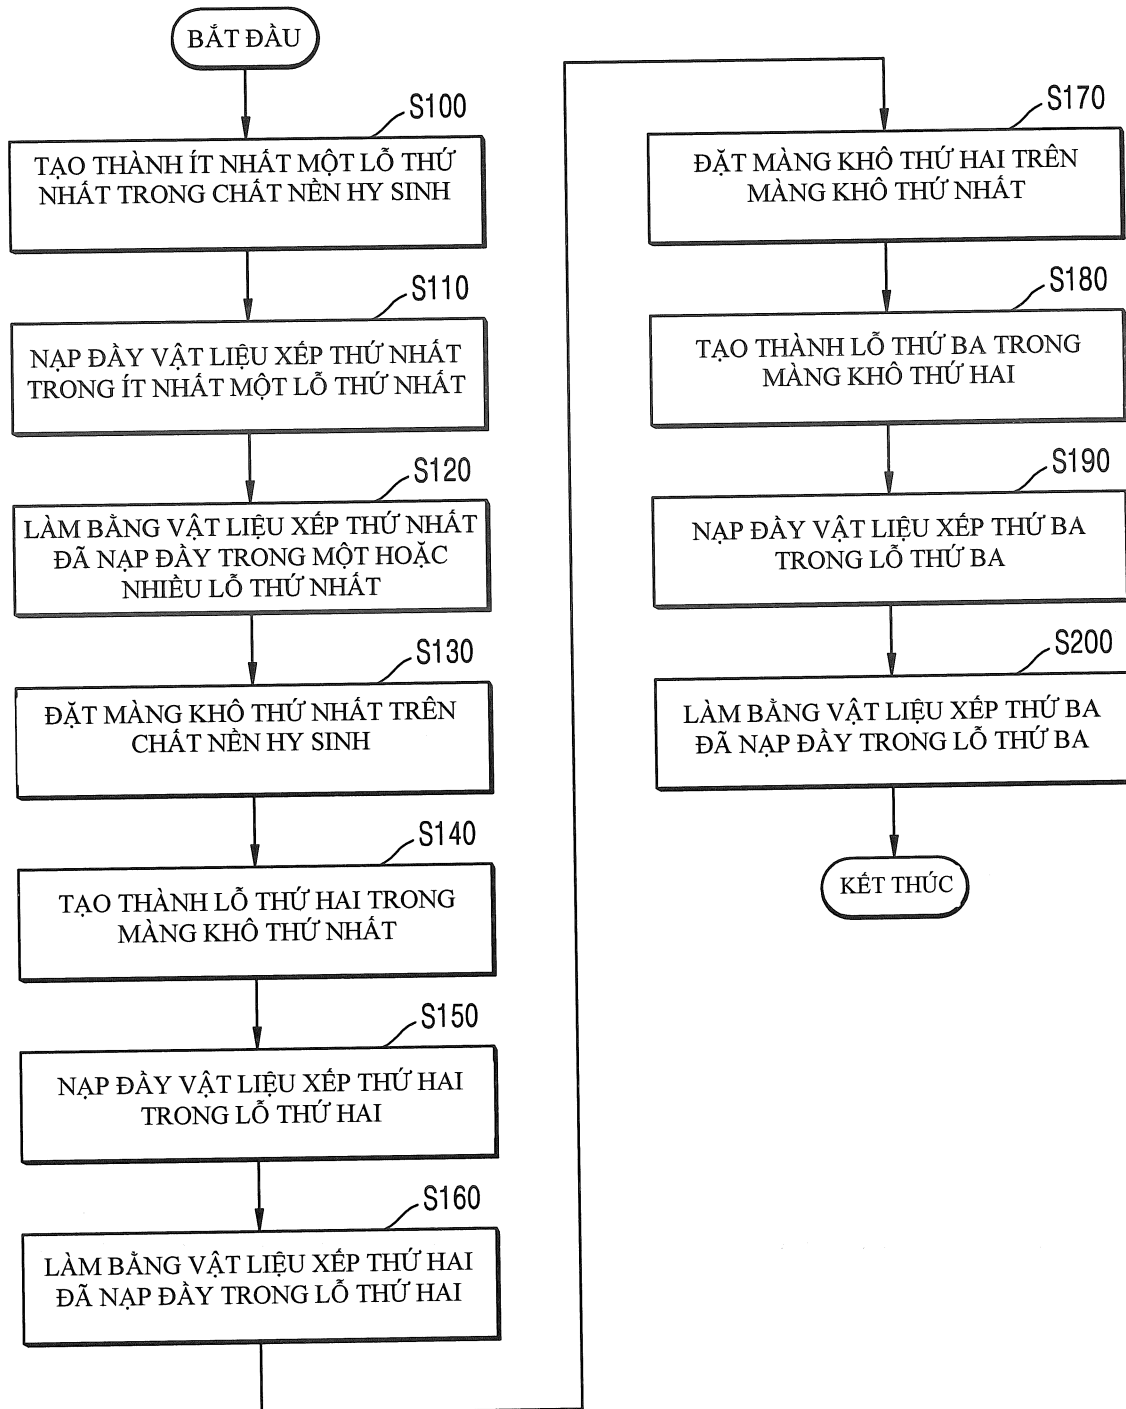 BẮT ĐẦU
S100
TẠO THÀNH ÍT NHẤT MỘT LỖ THỨ
NHẤT TRONG CHẤT NỀN HY SINH
S110
NẠP ĐẦY VẬT LIỆU XẾP THỨ NHẤT
TRONG ÍT NHẤT MỘT LỖ THỨ NHẤT
S120
LÀM BẰNG VẬT LIỆU XẾP THỨ NHẤT
ĐÃ NẠP ĐẦY TRONG MỘT HOẶC
NHIỀU LỖ THỨ NHẤT
S130
ĐẶT MÀNG KHÔ THỨ NHẤT TRÊN
CHẤT NỀN HY SINH
S140
TẠO THÀNH LỖ THỨ HAI TRONG
MÀNG KHÔ THỨ NHẤT
S150
NẠP ĐẦY VẬT LIỆU XẾP THỨ HAI
TRONG LỖ THỨ HAI
S160
LÀM BẰNG VẬT LIỆU XẾP THỨ HAI
ĐÃ NẠP ĐẦY TRONG LỖ THỨ HAI
S170
ĐẶT MÀNG KHÔ THỨ HAI TRÊN
MÀNG KHÔ THỨ NHẤT
S180
TẠO THÀNH LỖ THỨ BA TRONG
MÀNG KHÔ THỨ HAI
S190
NẠP ĐẦY VẬT LIỆU XẾP THỨ BA
TRONG LỖ THỨ BA
S200
LÀM BẰNG VẬT LIỆU XẾP THỨ BA
ĐÃ NẠP ĐẦY TRONG LỖ THỨ BA
KẾT THÚC